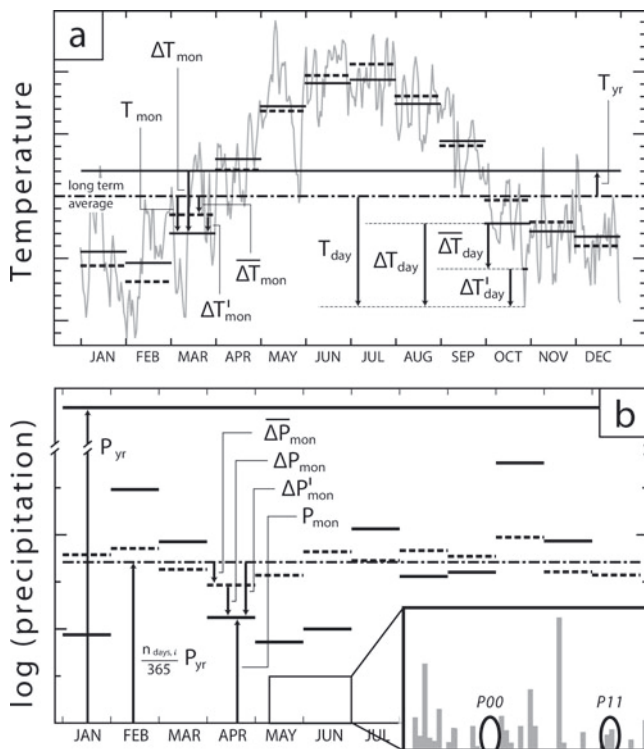 a
Temperature
ΔT_mon
T_mon
T_yr
long term
average
ΔT̅_mon
ΔT'_mon
T_day
ΔT_day
ΔT̅_day
ΔT'_day
JAN FEB MAR APR MAY JUN JUL AUG SEP OCT NOV DEC
b
log (precipitation)
P_yr
ΔP̅_mon
ΔP_mon
ΔP'_mon
P_mon
n_days,i/365 P_yr
P00 P11
JAN FEB MAR APR MAY JUN JUL